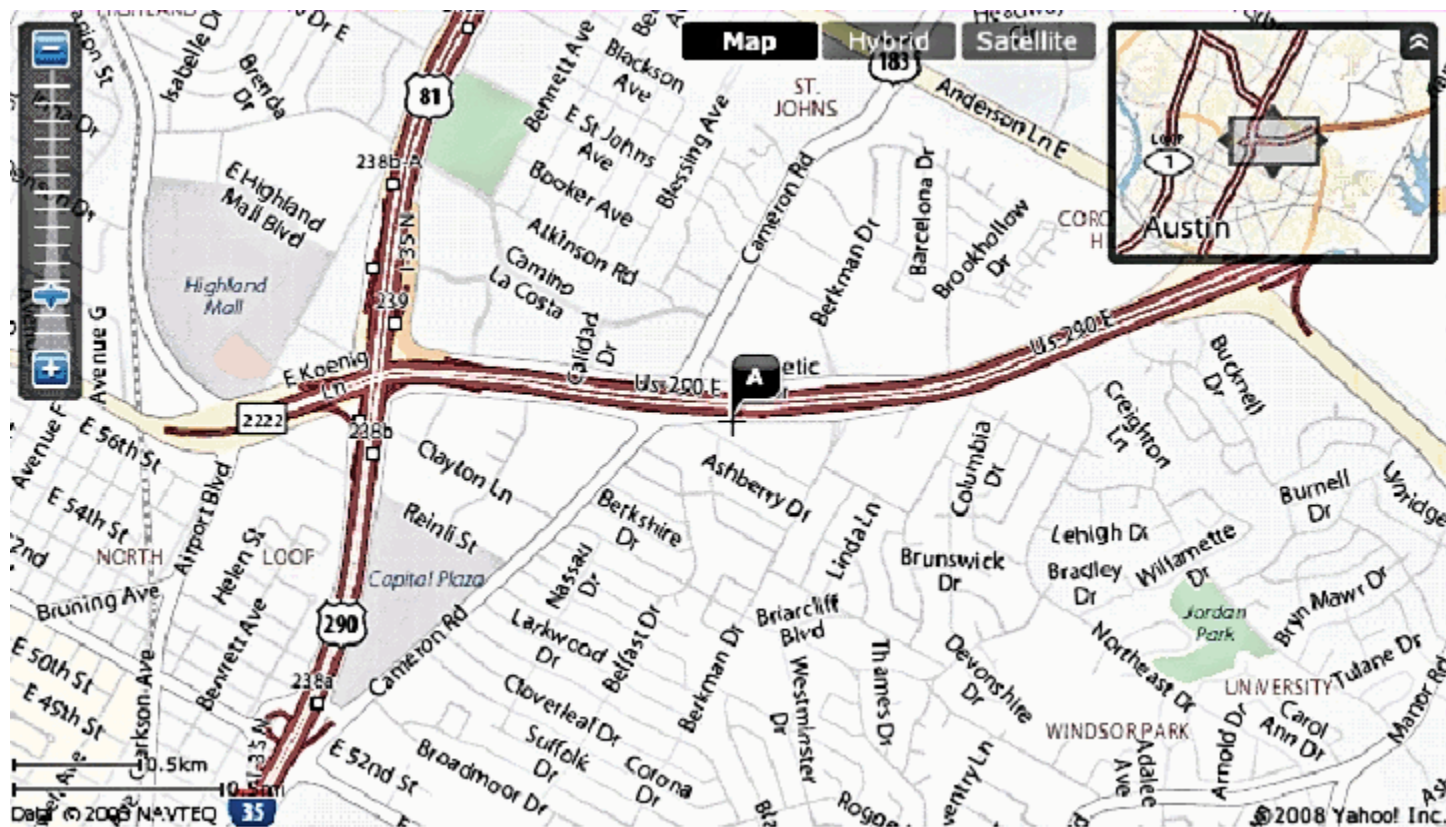 HIGHLAND
Isabelle Dr
Brenda
Dr
Dr E
81
Bennett Ave
Blackson
Ave
Map
Hybrid
Satellite
183
ST.
JOHNS
Anderson Ln E
LOOP
1
Austin
E St Johns
Ave
Blessing Ave
238b-A
Booker Ave
E Highland
Mall Blvd
Cameron Rd
Barcelona Dr
Brookhollow
Dr
Berkman Dr
I-35 N
Atkinson Rd
Camino
La Costa
Highland
Mall
239
Avenue G
Calidad
Dr
E Koenig
Ln
Us 290 E
A
etic
Us 290 E
Bucknell
Dr
Creighton
Ln
2222
238b
Avenue F
E 56th St
Clayton Ln
Ashberry Dr
Columbia
Dr
Burnell
Dr
E 54th St
Airport Blvd
Reinli St
Berkshire
Dr
Linda Ln
Lehigh Dr
Willamette
Dr
NORTH
LOOF
Helen St
Capital Plaza
Nassau
Dr
Brunswick
Dr
Bradley
Dr
Bruning Ave
290
Larkwood
Dr
Belfast Dr
Briarcliff
Blvd
Jordan
Park
Bryn Mawr Dr
Bennett Ave
Cameron Rd
Berkman Dr
Thames Dr
Devonshire
Dr
Northeast Dr
Tulane Dr
E 50th St
238a
Cloverleaf Dr
Westminster
Dr
UNIVERSITY
E 49th St
Clarkson Ave
Suffolk
Dr
WINDSOR PARK
Arnold Dr
Carol
Ann Dr
Manor Rd
I-35 N
E 52nd St
Broadmoor Dr
Corona
Dr
Adalee
Ave
0.5km
0.5mi
35
©2008 Yahoo! Inc.